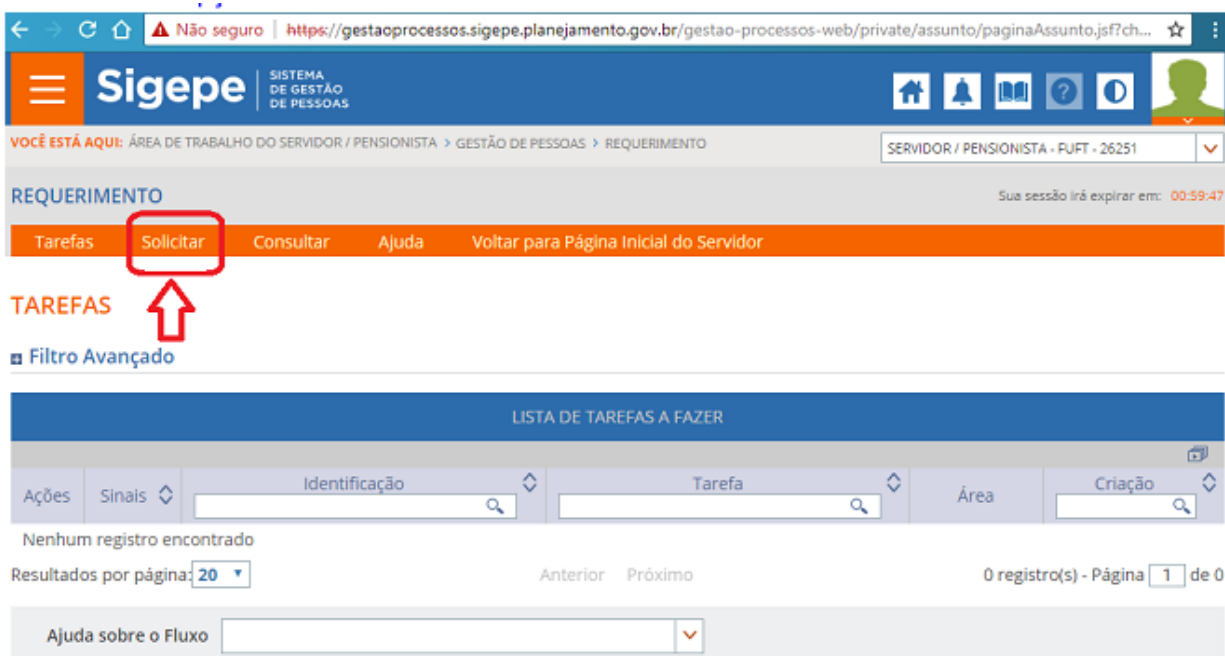 Não seguro | https://gestaoprocessos.sigepe.planejamento.gov.br/gestao-processos-web/private/assunto/paginaAssunto.jsf?ch...
Sigepe
SISTEMA
DE GESTÃO
DE PESSOAS
VOCÊ ESTÁ AQUI: ÁREA DE TRABALHO DO SERVIDOR / PENSIONISTA > GESTÃO DE PESSOAS > REQUERIMENTO
SERVIDOR / PENSIONISTA - FUFT - 26251
REQUERIMENTO
Sua sessão irá expirar em: 00:59:47
Tarefas Solicitar Consultar Ajuda Voltar para Página Inicial do Servidor
TAREFAS
Filtro Avançado
LISTA DE TAREFAS A FAZER
Ações Sinais Identificação Tarefa Área Criação
Nenhum registro encontrado
Resultados por página: 20 Anterior Próximo 0 registro(s) - Página 1 de 0
Ajuda sobre o Fluxo